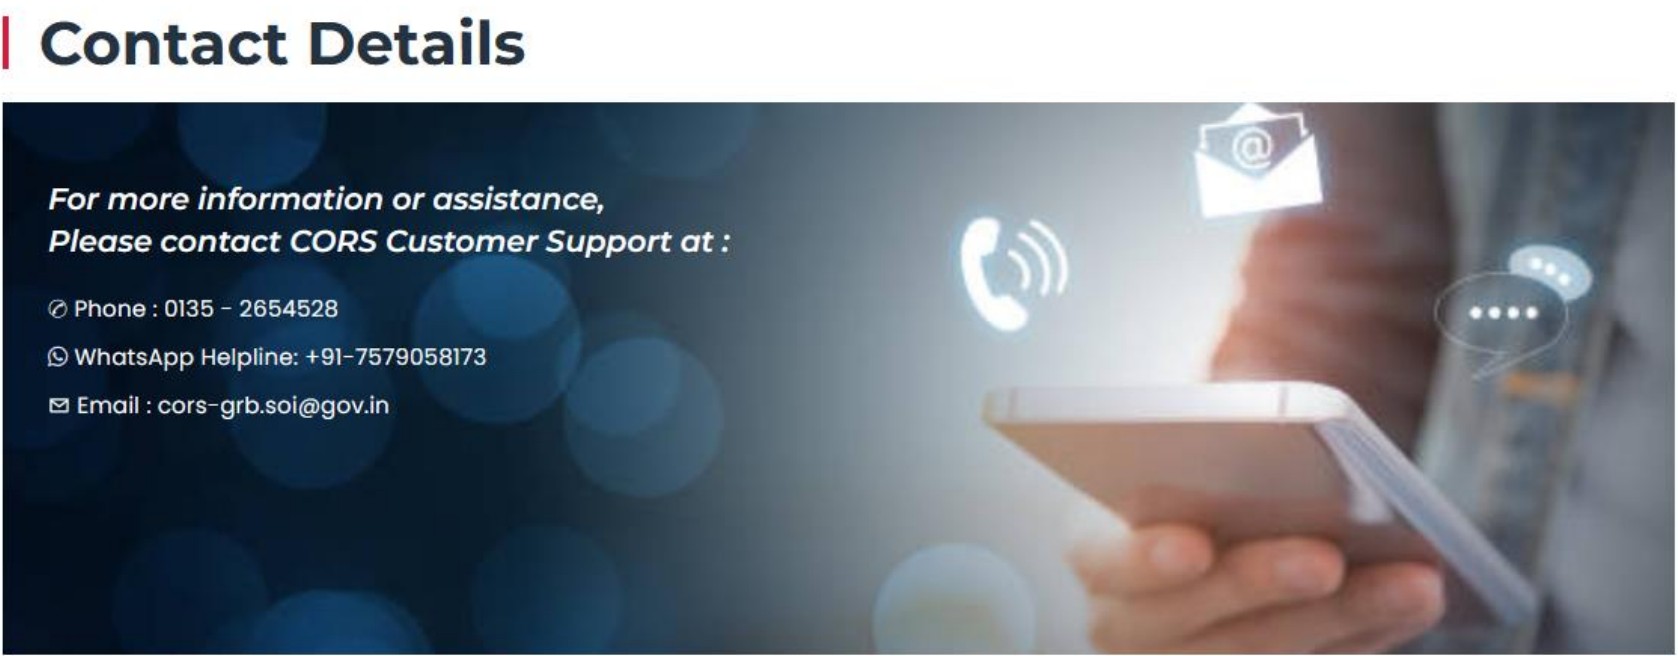 Contact Details
For more information or assistance,
Please contact CORS Customer Support at :
Phone : 0135 - 2654528
WhatsApp Helpline: +91-7579058173
Email : cors-grb.soi@gov.in